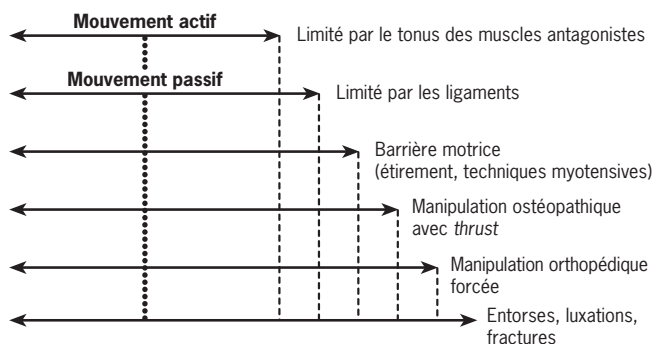 Mouvement actif
Limité par le tonus des muscles antagonistes
Mouvement passif
Limité par les ligaments
Barrière motrice
(étirement, techniques myotensives)
Manipulation ostéopathique
avec thrust
Manipulation orthopédique
forcée
Entorses, luxations,
fractures